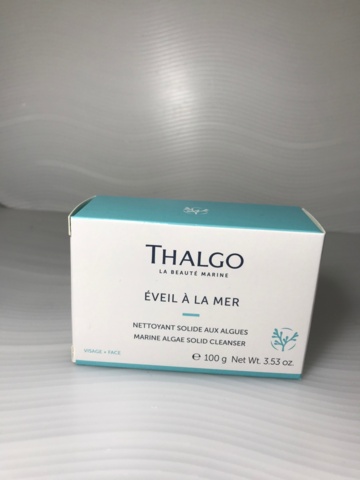 THALGO
LA BEAUTÉ MARINE
ÉVEIL À LA MER
NETTOYANT SOLIDE AUX ALGUES
MARINE ALGAE SOLID CLEANSER
VISAGE • FACE
℮ 100 g Net Wt. 3.53 oz.